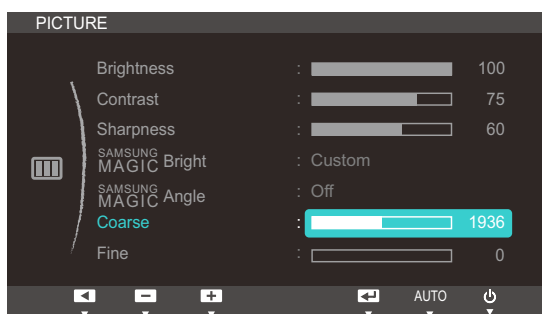 PICTURE
Brightness : 100
Contrast : 75
Sharpness : 60
SAMSUNG MAGIC Bright : Custom
SAMSUNG MAGIC Angle : Off
Coarse : 1936
Fine : 0
AUTO